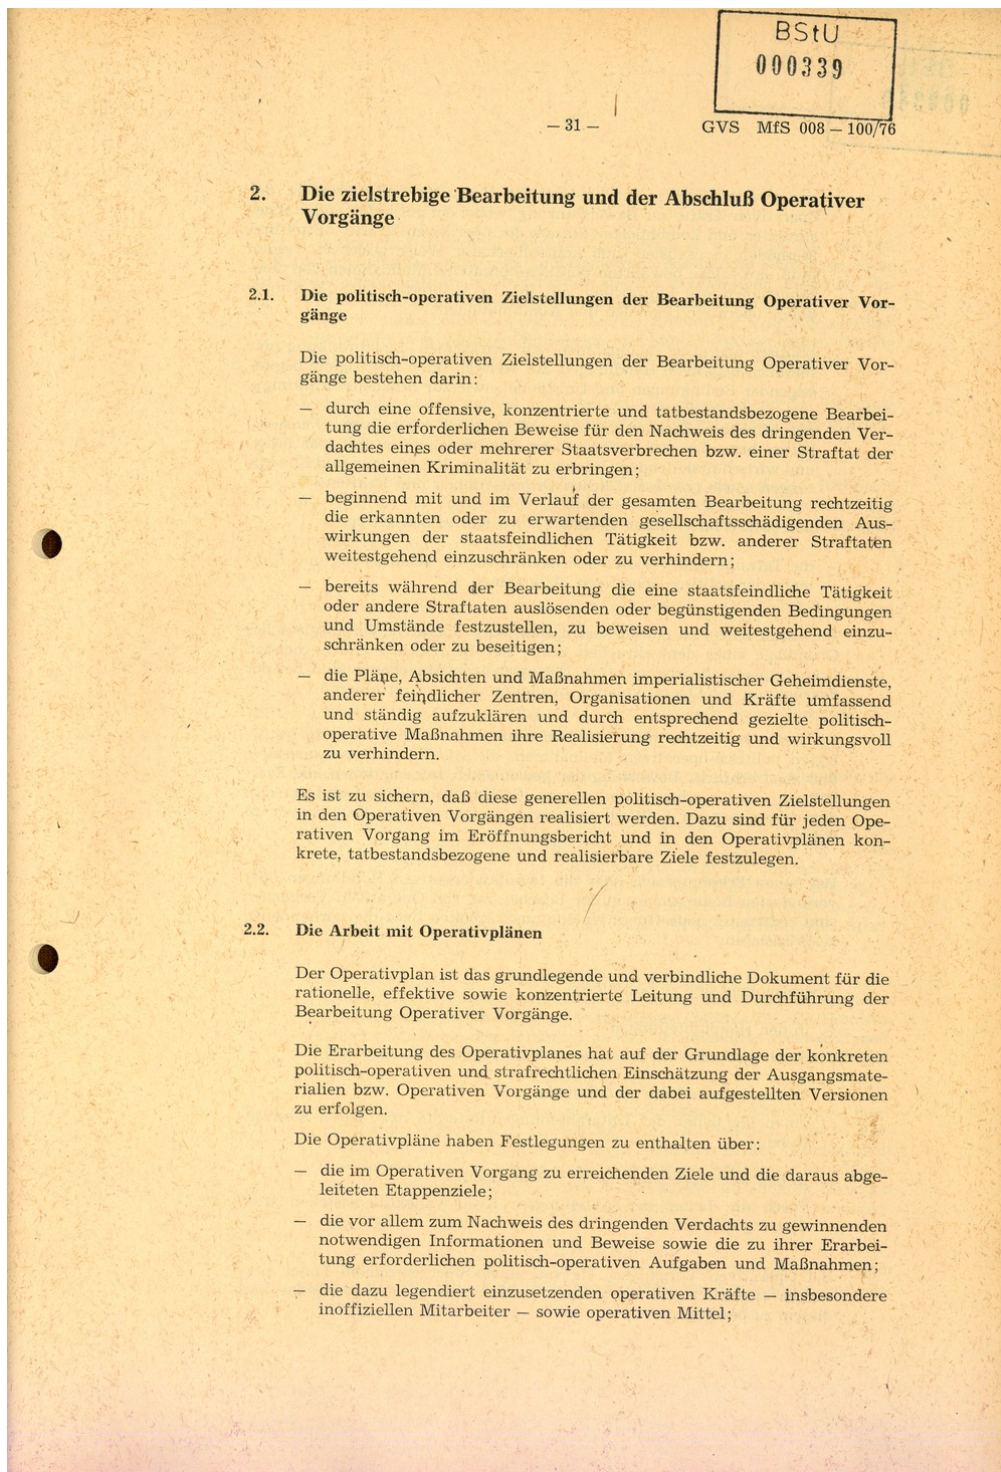 BStU
000339
— 31 —
GVS MfS 008 — 100/76
2. Die zielstrebige Bearbeitung und der Abschluß Operativer
Vorgänge
2.1. Die politisch-operativen Zielstellungen der Bearbeitung Operativer Vor-
gänge
Die politisch-operativen Zielstellungen der Bearbeitung Operativer Vor-
gänge bestehen darin:
— durch eine offensive, konzentrierte und tatbestandsbezogene Bearbei-
tung die erforderlichen Beweise für den Nachweis des dringenden Ver-
dachtes eines oder mehrerer Staatsverbrechen bzw. einer Straftat der
allgemeinen Kriminalität zu erbringen;
— beginnend mit und im Verlauf der gesamten Bearbeitung rechtzeitig
die erkannten oder zu erwartenden gesellschaftsschädigenden Aus-
wirkungen der staatsfeindlichen Tätigkeit bzw. anderer Straftaten
weitestgehend einzuschränken oder zu verhindern;
— bereits während der Bearbeitung die eine staatsfeindliche Tätigkeit
oder andere Straftaten auslösenden oder begünstigenden Bedingungen
und Umstände festzustellen, zu beweisen und weitestgehend einzu-
schränken oder zu beseitigen;
— die Pläne, Absichten und Maßnahmen imperialistischer Geheimdienste,
anderer feindlicher Zentren, Organisationen und Kräfte umfassend
und ständig aufzuklären und durch entsprechend gezielte politisch-
operative Maßnahmen ihre Realisierung rechtzeitig und wirkungsvoll
zu verhindern.
Es ist zu sichern, daß diese generellen politisch-operativen Zielstellungen
in den Operativen Vorgängen realisiert werden. Dazu sind für jeden Ope-
rativen Vorgang im Eröffnungsbericht und in den Operativplänen kon-
krete, tatbestandsbezogene und realisierbare Ziele festzulegen.
2.2. Die Arbeit mit Operativplänen
Der Operativplan ist das grundlegende und verbindliche Dokument für die
rationelle, effektive sowie konzentrierte Leitung und Durchführung der
Bearbeitung Operativer Vorgänge.
Die Erarbeitung des Operativplanes hat auf der Grundlage der konkreten
politisch-operativen und strafrechtlichen Einschätzung der Ausgangsmate-
rialien bzw. Operativen Vorgänge und der dabei aufgestellten Versionen
zu erfolgen.
Die Operativpläne haben Festlegungen zu enthalten über:
— die im Operativen Vorgang zu erreichenden Ziele und die daraus abge-
leiteten Etappenziele;
— die vor allem zum Nachweis des dringenden Verdachts zu gewinnenden
notwendigen Informationen und Beweise sowie die zu ihrer Erarbei-
tung erforderlichen politisch-operativen Aufgaben und Maßnahmen;
— die dazu legendiert einzusetzenden operativen Kräfte — insbesondere
inoffiziellen Mitarbeiter — sowie operativen Mittel;